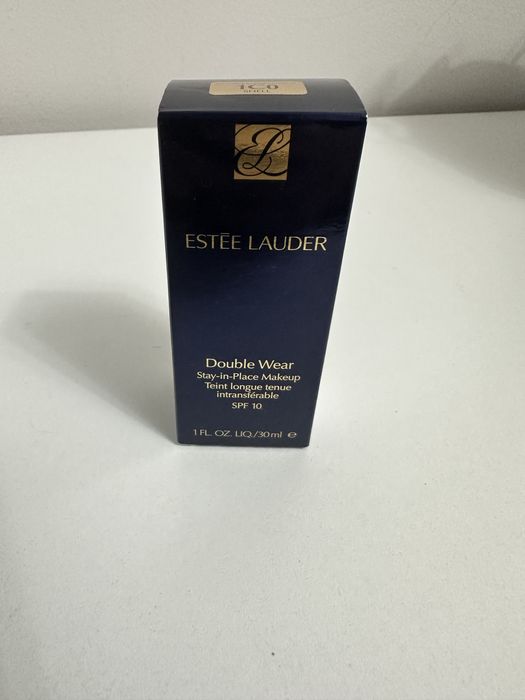 1C0
SHELL
ESTĒE LAUDER
Double Wear
Stay-in-Place Makeup
Teint longue tenue
intransférable
SPF 10
1 FL. OZ. LIQ./30 ml e